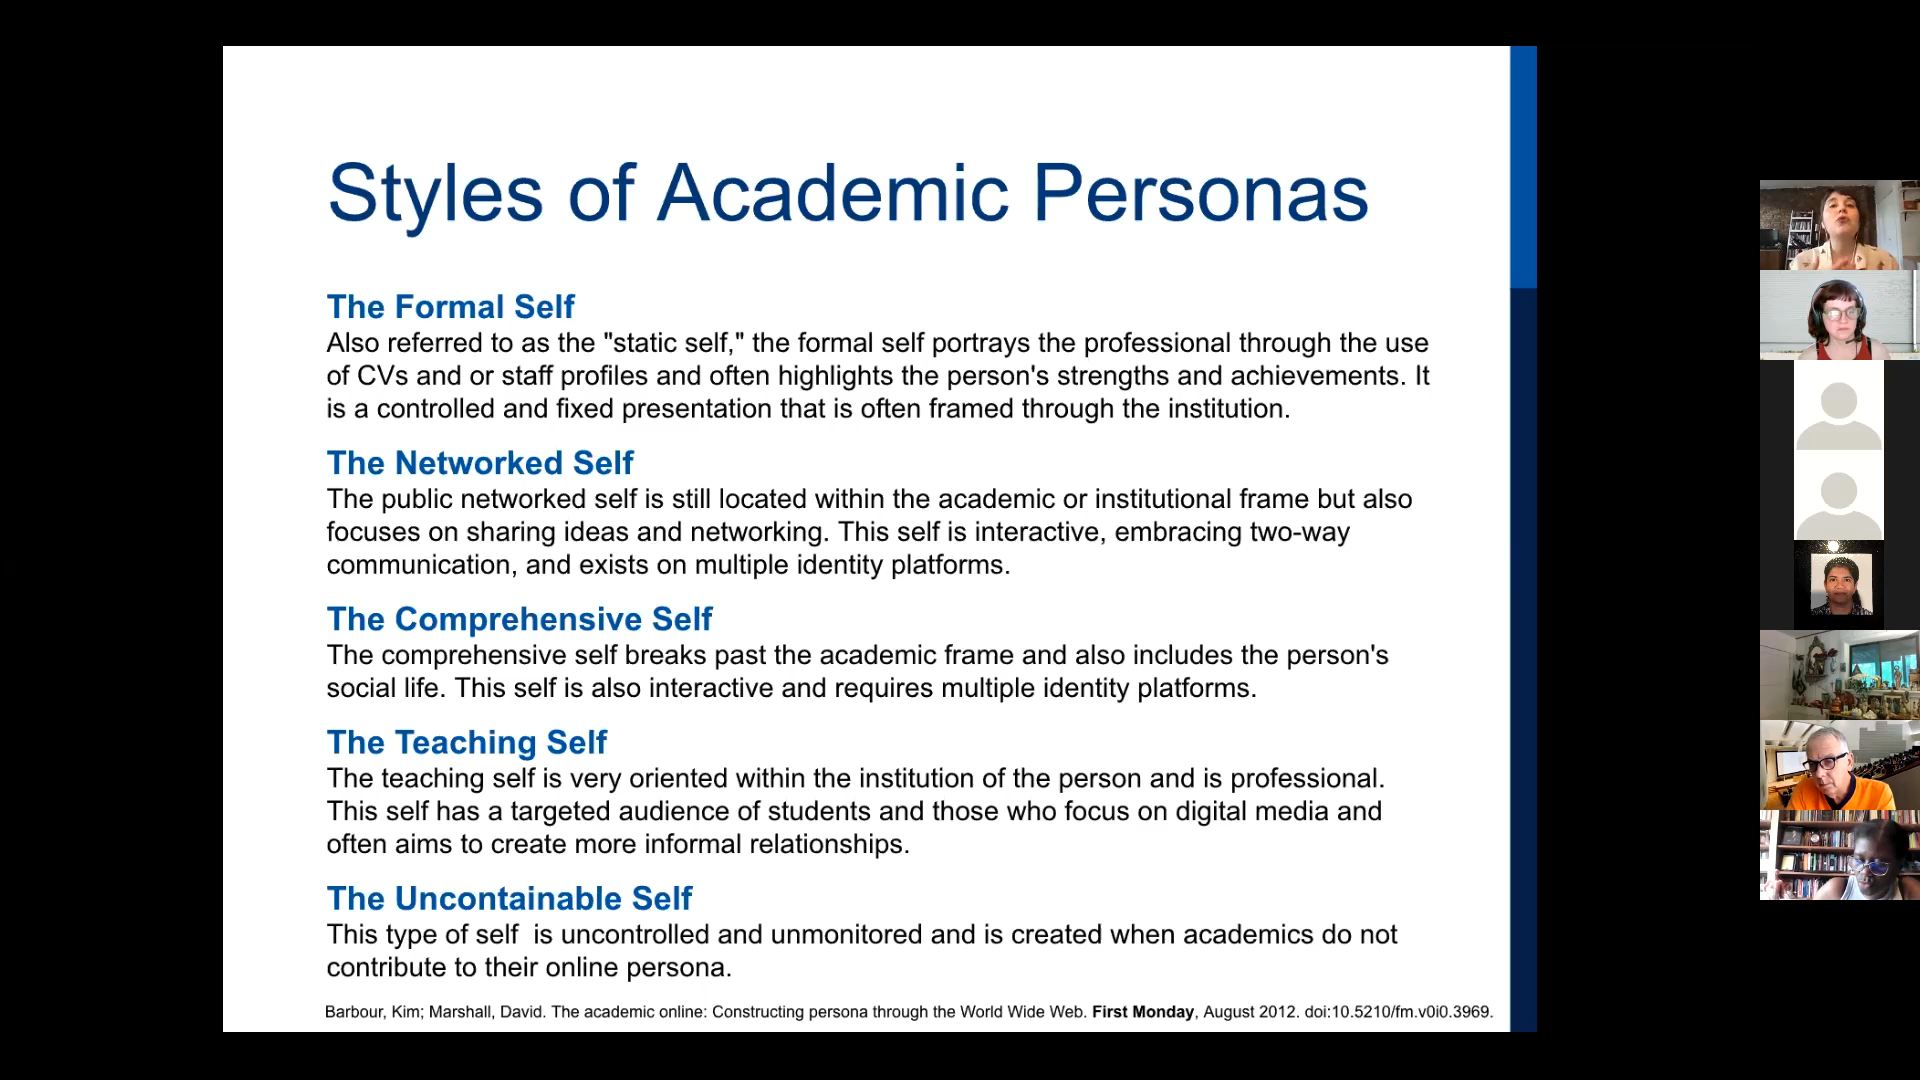 Styles of Academic Personas
The Formal Self
Also referred to as the "static self," the formal self portrays the professional through the use
of CVs and or staff profiles and often highlights the person's strengths and achievements. It
is a controlled and fixed presentation that is often framed through the institution.
The Networked Self
The public networked self is still located within the academic or institutional frame but also
focuses on sharing ideas and networking. This self is interactive, embracing two-way
communication, and exists on multiple identity platforms.
The Comprehensive Self
The comprehensive self breaks past the academic frame and also includes the person's
social life. This self is also interactive and requires multiple identity platforms.
The Teaching Self
The teaching self is very oriented within the institution of the person and is professional.
This self has a targeted audience of students and those who focus on digital media and
often aims to create more informal relationships.
The Uncontainable Self
This type of self  is uncontrolled and unmonitored and is created when academics do not
contribute to their online persona.
Barbour, Kim; Marshall, David. The academic online: Constructing persona through the World Wide Web. First Monday, August 2012. doi:10.5210/fm.v0i0.3969.